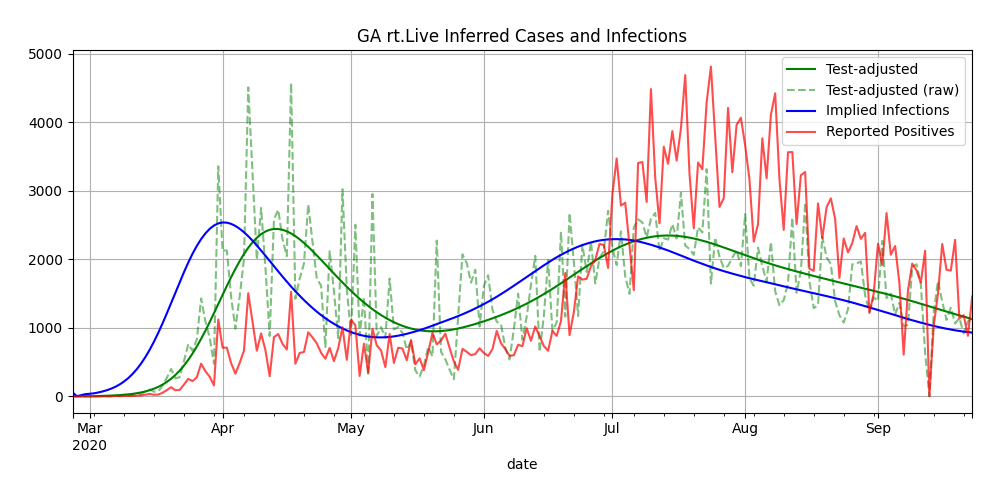 GA rt.Live Inferred Cases and Infections
5000
4000
3000
2000
1000
0
Test-adjusted
Test-adjusted (raw)
Implied Infections
Reported Positives
Mar
2020
Apr
May
Jun
Jul
Aug
Sep
date